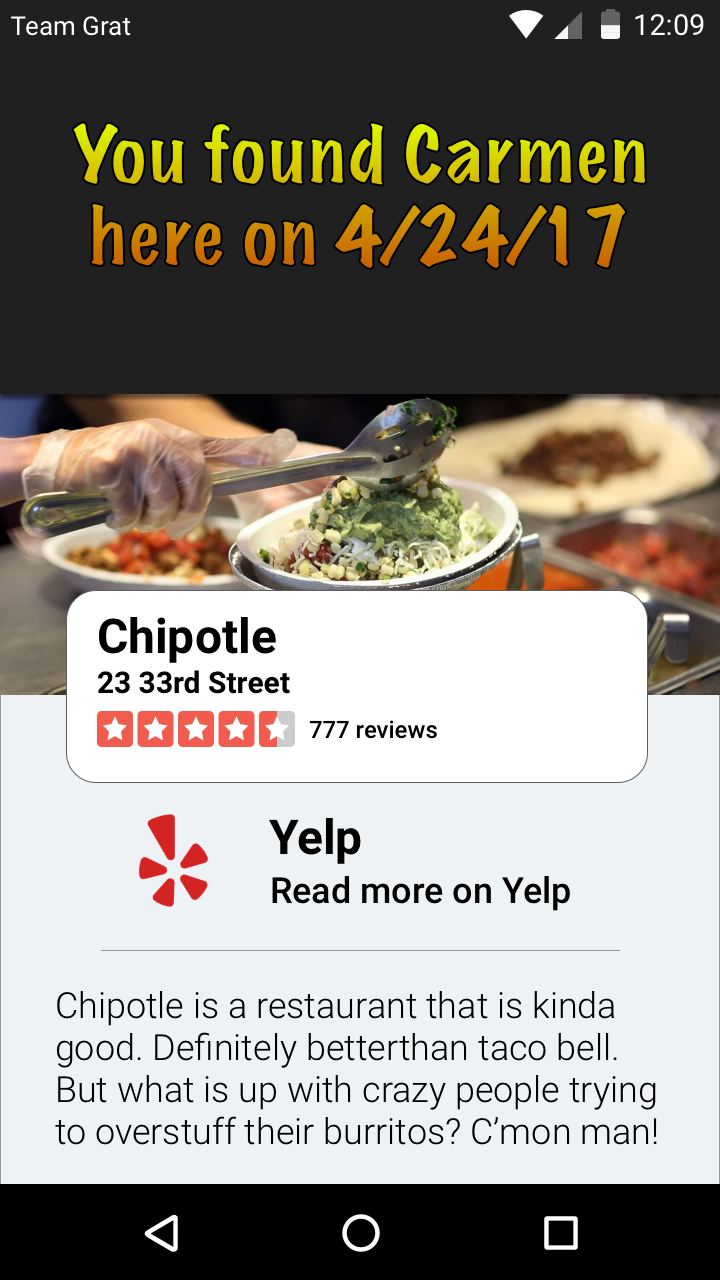 Team Grat
12:09
You found Carmen
here on 4/24/17
Chipotle
23 33rd Street
777 reviews
Yelp
Read more on Yelp
Chipotle is a restaurant that is kinda
good. Definitely betterthan taco bell.
But what is up with crazy people trying
to overstuff their burritos? C’mon man!